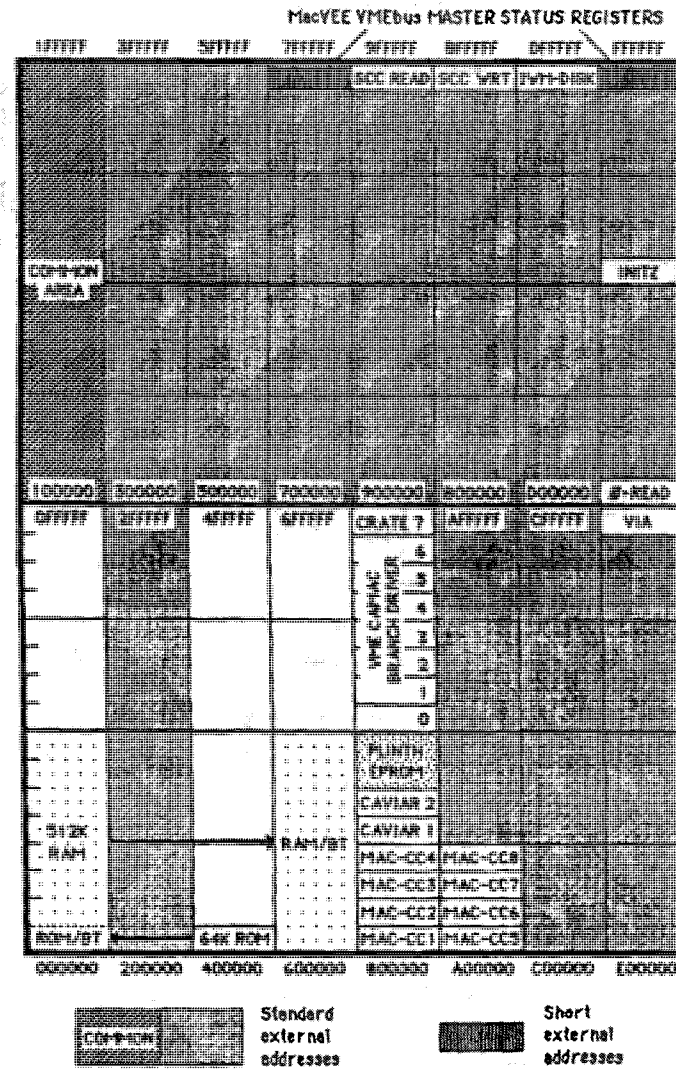 MacVEE VMEbus MASTER STATUS REGISTERS
1FFFFF 3FFFFF 5FFFFF 7FFFFF 9FFFFF BFFFFF DFFFFF FFFFFF
SCC READ SCC WRT IWM-DISK
COMMON AREA
INITZ
100000 300000 500000 700000 900000 B00000 D00000 Ø-READ
0FFFFF 2FFFFF 4FFFFF 6FFFFF CRATE 7 AFFFFF CFFFFF VIA
VME CAMAC BRANCH DRIVER
6
5
4
3
2
1
0
PLINTH EPROM
CAVIAR 2
CAVIAR 1
512K RAM
RAM/BT
MAC-CC4 MAC-CC8
MAC-CC3 MAC-CC7
MAC-CC2 MAC-CC6
ROM/BT 64K ROM MAC-CC1 MAC-CC5
000000 200000 400000 600000 800000 A00000 C00000 E00000
COMMON
Standard external addresses
Short external addresses